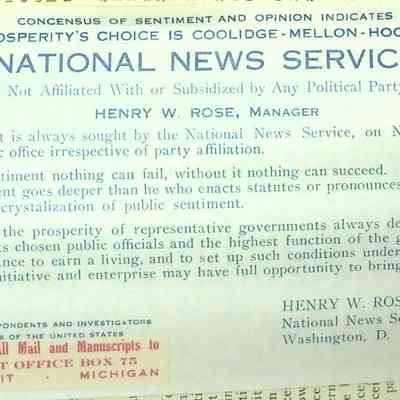 CONCENSUS OF SENTIMENT AND OPINION INDICATES
OSPERITY'S CHOICE IS COOLIDGE-MELLON-HOO
NATIONAL NEWS SERVIC
Not Affiliated With or Subsidized by Any Political Party
HENRY W. ROSE, MANAGER
t is always sought by the National News Service, on N
c office irrespective of party affiliation.
timent nothing can fail, without it nothing can succeed.
ent goes deeper than he who enacts statutes or pronounces
crystalization of public sentiment.
the prosperity of representative governments always de
ts chosen public officials and the highest function of the g
ance to earn a living, and to set up such conditions under
nitiative and enterprise may have full opportunity to bring
HENRY W. ROS
National News Se
Washington, D.
PONDENTS AND INVESTIGATORS
S OF THE UNITED STATES
All Mail and Manuscripts to
T OFFICE BOX 75
IT - MICHIGAN